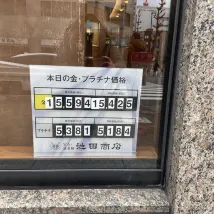 本日の金・プラチナ価格
金 15,594 15,425
プラチナ 5,381 5,184
徳田商店